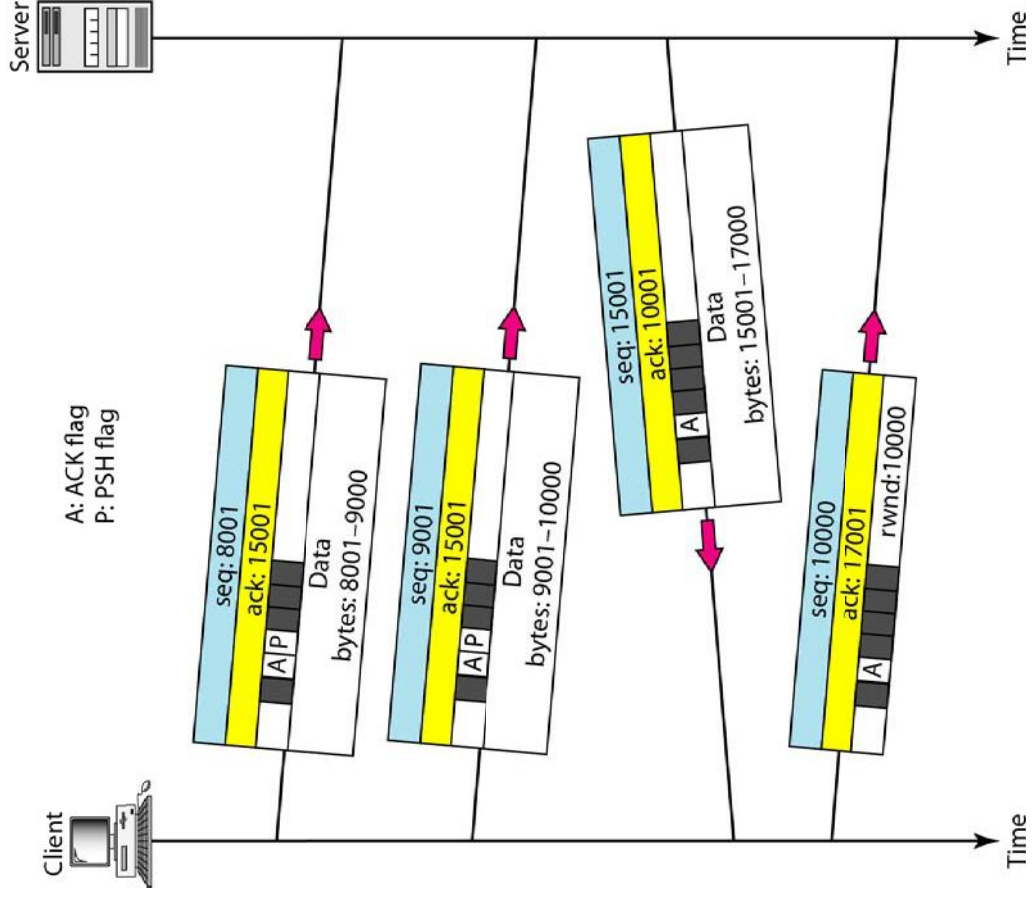 Client
Server
A: ACK flag
P: PSH flag
seq: 8001
ack: 15001
A P
Data
bytes: 8001–9000
seq: 9001
ack: 15001
A P
Data
bytes: 9001–10000
seq: 15001
ack: 10001
A
Data
bytes: 15001–17000
seq: 10000
ack: 17001
A rwnd:10000
Time
Time